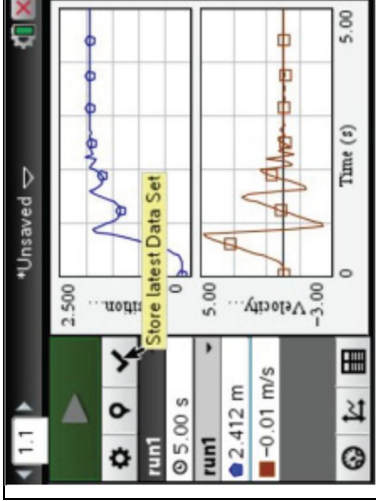 1.1
*Unsaved
run1
5.00 s
run1
2.412 m
-0.01 m/s
Store latest Data Set
2.500
0
5.00
Velocity...
-3.00
0
Time (s)
5.00